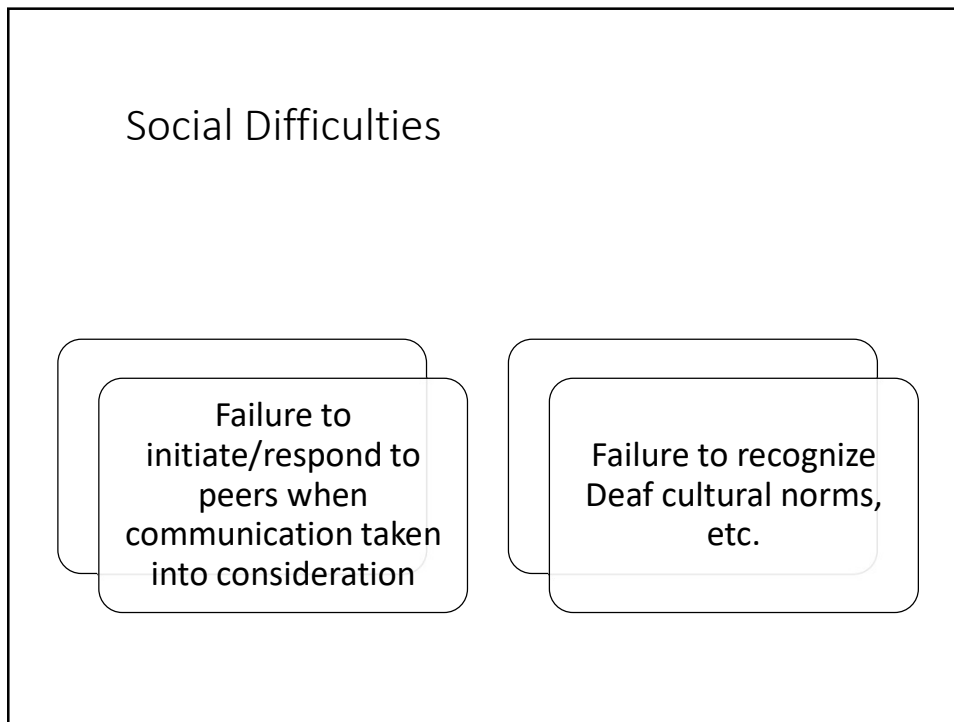 Social Difficulties
Failure to
initiate/respond to
peers when
communication taken
into consideration
Failure to recognize
Deaf cultural norms,
etc.